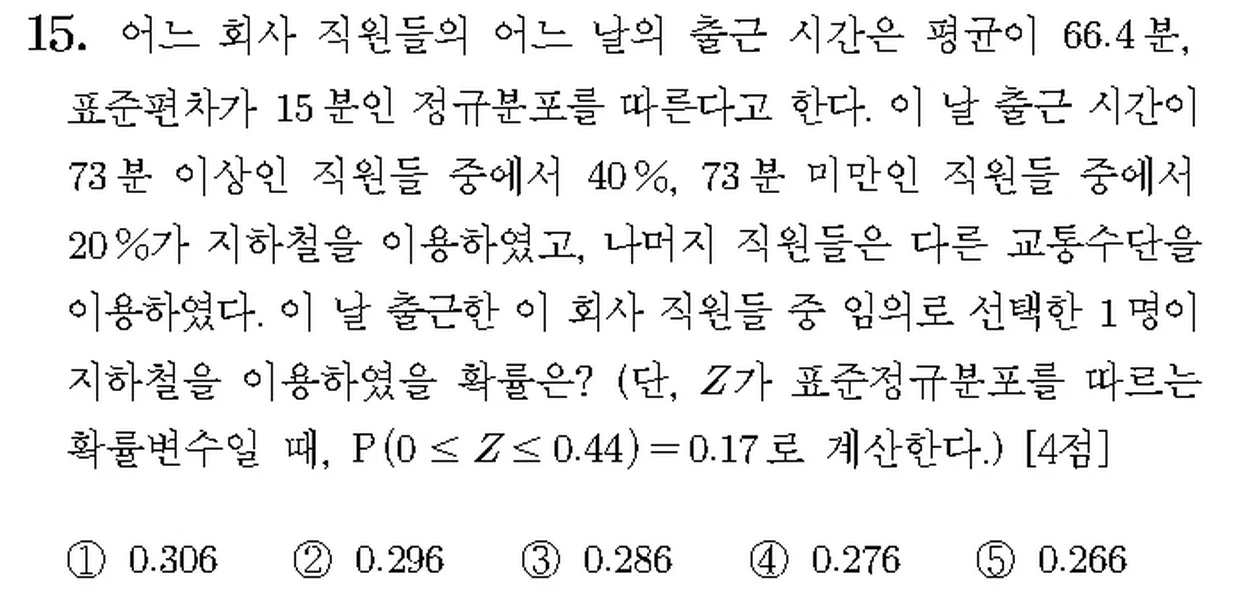 15. 어느 회사 직원들의 어느 날의 출근 시간은 평균이 66.4분,
표준편차가 15분인 정규분포를 따른다고 한다. 이 날 출근 시간이
73분 이상인 직원들 중에서 40%, 73분 미만인 직원들 중에서
20%가 지하철을 이용하였고, 나머지 직원들은 다른 교통수단을
이용하였다. 이 날 출근한 이 회사 직원들 중 임의로 선택한 1명이
지하철을 이용하였을 확률은? (단, Z가 표준정규분포를 따르는
확률변수일 때, P(0 ≤ Z ≤ 0.44) = 0.17로 계산한다.) [4점]
① 0.306 ② 0.296 ③ 0.286 ④ 0.276 ⑤ 0.266